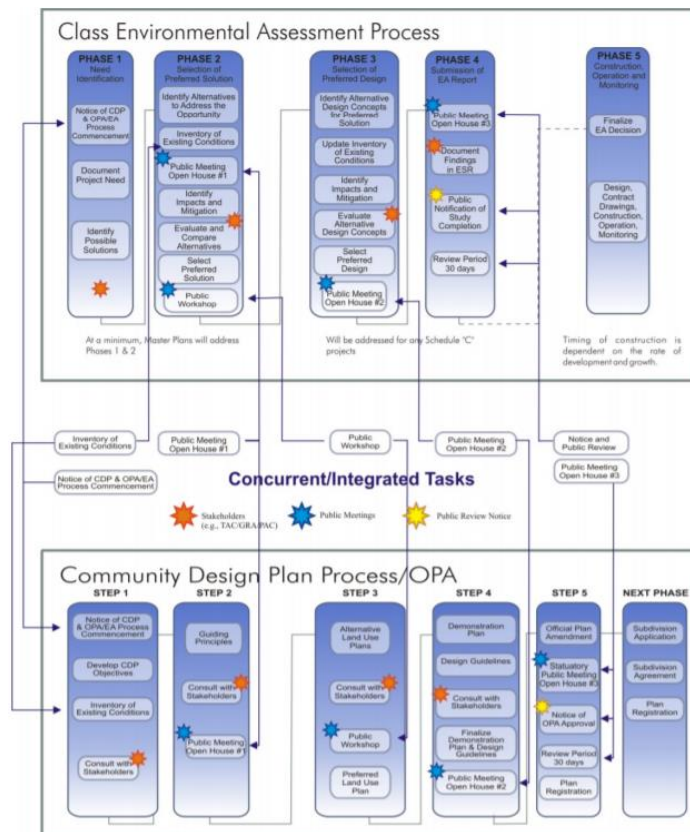 Class Environmental Assessment Process
PHASE 1
Need
Identification
Notice of CDP
& OPA/EA
Process
Commencement
Document
Project Need
Identify
Possible
Solutions
PHASE 2
Selection of
Preferred Solution
Identify Alternatives
to Address the
Opportunity
Inventory of
Existing Conditions
Public Meeting
Open House #1
Identify
Impacts and
Mitigation
Evaluate and
Compare Alternatives
Select
Preferred Solution
Public
Workshop
PHASE 3
Selection of
Preferred Design
Identify Alternative
Design Concepts
for Preferred
Solution
Update Inventory
of Existing
Conditions
Identify
Impacts and
Mitigation
Evaluate
Alternative
Design Concepts
Select
Preferred Design
Public Meeting
Open House #2
PHASE 4
Submission of
EA Report
Public Meeting
Open House #3
Document
Findings
in ESR
Public
Notification of
Study
Completion
Review Period
30 days
PHASE 5
Construction,
Operation and
Monitoring
Finalize
EA Decision
Design,
Contract
Drawings,
Construction,
Operation,
Monitoring
At a minimum, Master Plans will address
Phases 1 & 2
Will be addressed for any Schedule "C"
projects
Timing of construction is
dependent on the rate of
development and growth.
Inventory of
Existing Conditions
Public Meeting
Open House #1
Public
Workshop
Public Meeting
Open House #2
Notice and
Public Review
Public Meeting
Open House #3
Notice of CDP & OPA/EA
Process Commencement
Concurrent/Integrated Tasks
Stakeholders
(e.g., TAC/GRA/PAC)
Public Meetings
Public Review Notice
Community Design Plan Process/OPA
STEP 1
Notice of CDP
& OPA/EA Process
Commencement
Develop CDP
Objectives
Inventory of
Existing Conditions
Consult with
Stakeholders
STEP 2
Guiding
Principles
Consult with
Stakeholders
Public Meeting
Open House #1
STEP 3
Alternative
Land Use
Plans
Consult with
Stakeholders
Public
Workshop
Preferred
Land Use
Plan
STEP 4
Demonstration
Plan
Design Guidelines
Consult with
Stakeholders
Finalize
Demonstration
Plan & Design
Guidelines
Public Meeting
Open House #2
STEP 5
Official Plan
Amendment
Statuatory
Public Meeting
Open House #3
Notice of
OPA Approval
Review Period
30 days
Plan
Registration
NEXT PHASE
Subdivision
Application
Subdivision
Agreement
Plan
Registration